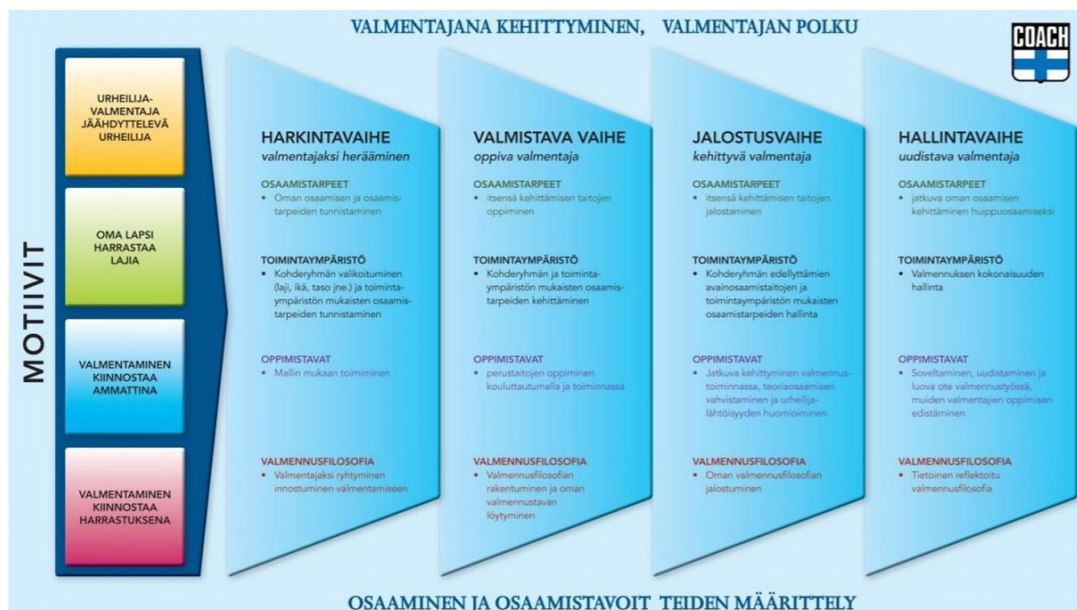 VALMENTAJANA KEHITTYMINEN, VALMENTAJAN POLKU
COACH
MOTIIVIT
URHEILIJA-
VALMENTAJA
JÄÄHDYTTELEVÄ
URHEILIJA
OMA LAPSI
HARRASTAA
LAJIA
VALMENTAMINEN
KIINNOSTAA
AMMATTINA
VALMENTAMINEN
KIINNOSTAA
HARRASTUKSENA
HARKINTAVAIHE
valmentajaksi herääminen
OSAAMISTARPEET
• Oman osaamisen ja osaamis-
tarpeiden tunnistaminen
TOIMINTAYMPÄRISTÖ
• Kohderyhmän valikoituminen
(laji, ikä, taso jne.) ja toiminta-
ympäristön mukaisten osaamis-
tarpeiden tunnistaminen
OPPIMISTAVAT
• Mallin mukaan toimiminen
VALMENNUSFILOSOFIA
• Valmentajaksi ryhtyminen
innostuminen valmentamiseen
VALMISTAVA VAIHE
oppiva valmentaja
OSAAMISTARPEET
• itsensä kehittämisen taitojen
oppiminen
TOIMINTAYMPÄRISTÖ
• Kohderyhmän ja toiminta-
ympäristön mukaisten osaamis-
tarpeiden kehittäminen
OPPIMISTAVAT
• perustaitojen oppiminen
kouluttautumalla ja toiminnassa
VALMENNUSFILOSOFIA
• Valmennusfilosofian
rakentuminen ja oman
valmennustavan
löytyminen
JALOSTUSVAIHE
kehittyvä valmentaja
OSAAMISTARPEET
• itsensä kehittämisen taitojen
jalostaminen
TOIMINTAYMPÄRISTÖ
• Kohderyhmän edellyttämien
avainosaamistaitojen ja
toimintaympäristön mukaisten
osaamistarpeiden hallinta
OPPIMISTAVAT
• Jatkuva kehittyminen valmennus-
toiminnassa, teoriaosaamisen
vahvistaminen ja urheilija-
lähtöisyyden huomioiminen
VALMENNUSFILOSOFIA
• Oman valmennusfilosofian
jalostuminen
HALLINTAVAIHE
uudistava valmentaja
OSAAMISTARPEET
• jatkuva oman osaamisen
kehittäminen huippuosaamiseksi
TOIMINTAYMPÄRISTÖ
• Valmennuksen kokonaisuuden
hallinta
OPPIMISTAVAT
• Soveltaminen, uudistaminen ja
luova ote valmennustyössä,
muiden valmentajien oppimisen
edistäminen
VALMENNUSFILOSOFIA
• Tietoinen reflektoitu
valmennusfilosofia
OSAAMINEN JA OSAAMISTAVOIT TEIDEN MÄÄRITTELY